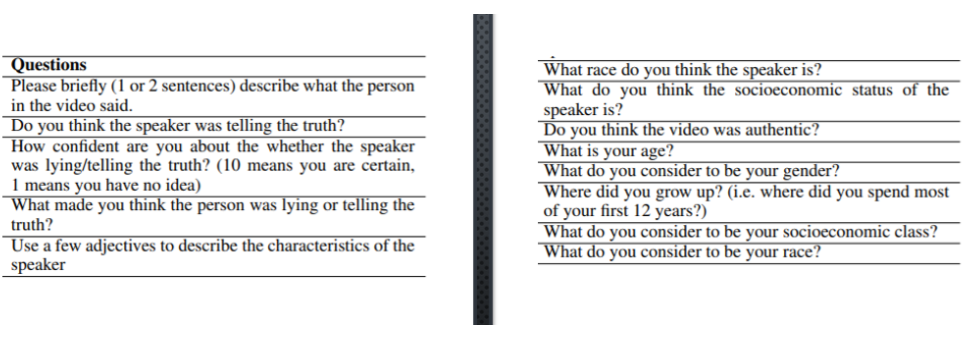 Questions
Please briefly (1 or 2 sentences) describe what the person
in the video said.
Do you think the speaker was telling the truth?
How confident are you about the whether the speaker
was lying/telling the truth? (10 means you are certain,
1 means you have no idea)
What made you think the person was lying or telling the
truth?
Use a few adjectives to describe the characteristics of the
speaker
What race do you think the speaker is?
What do you think the socioeconomic status of the
speaker is?
Do you think the video was authentic?
What is your age?
What do you consider to be your gender?
Where did you grow up? (i.e. where did you spend most
of your first 12 years?)
What do you consider to be your socioeconomic class?
What do you consider to be your race?